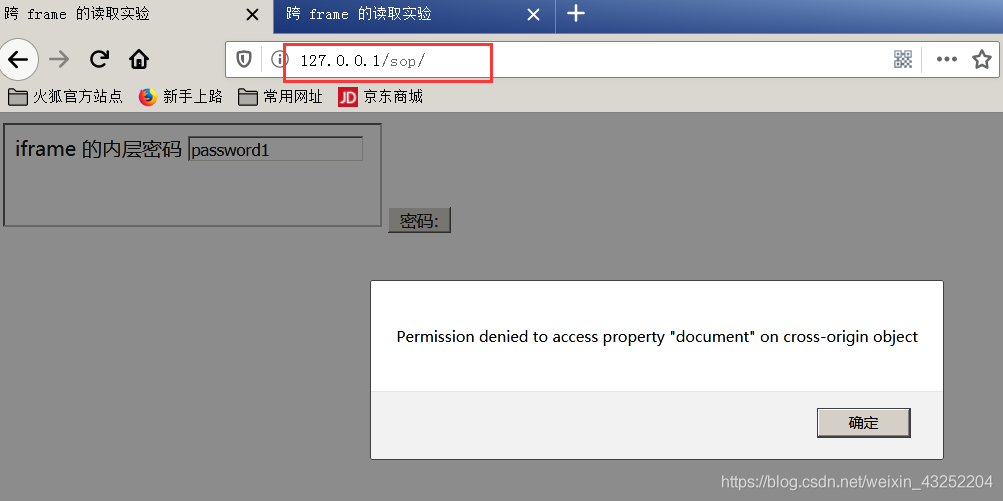 跨 frame 的读取实验
跨 frame 的读取实验
127.0.0.1/sop/
火狐官方站点 新手上路 常用网址 JD 京东商城
iframe 的内层密码 password1
密码:
Permission denied to access property "document" on cross-origin object
确定
https://blog.csdn.net/weixin_43252204